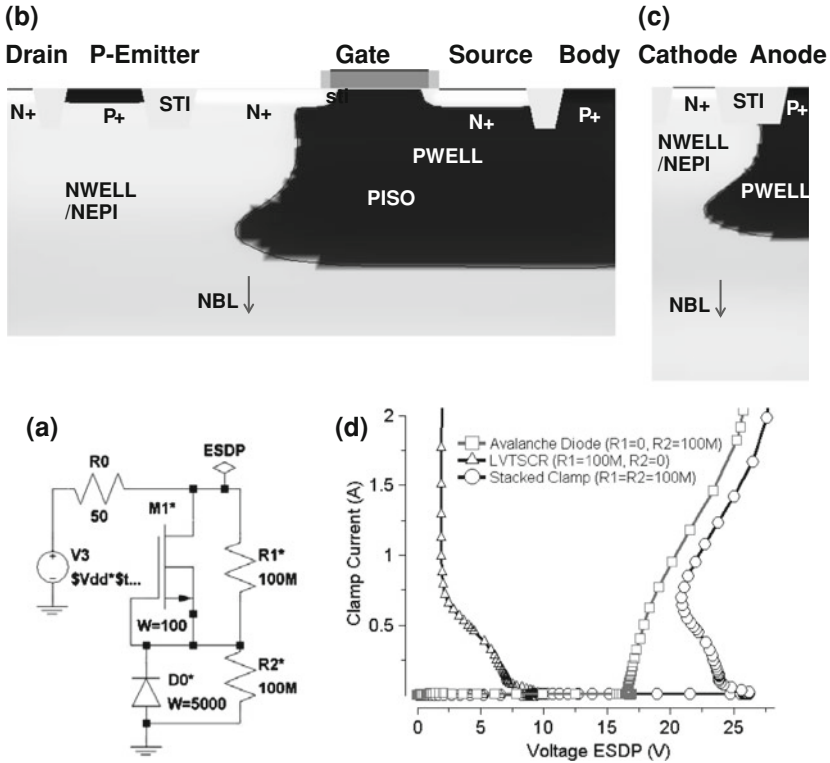 (b)
Drain P-Emitter Gate Source Body
N+ P+ STI N+ sti N+ P+
PWELL
NWELL
/NEPI
PISO
NBL
(c)
Cathode Anode
N+ STI P+
NWELL
/NEPI
PWELL
NBL
(a)
ESDP
R0
50
M1*
V3
$Vdd*$t...
R1*
100M
W=100
D0*
W=5000
R2*
100M
(d)
Avalanche Diode (R1=0, R2=100M)
LVTSCR (R1=100M, R2=0)
Stacked Clamp (R1=R2=100M)
Clamp Current (A)
2
1.5
1
0.5
0 5 10 15 20 25
Voltage ESDP (V)